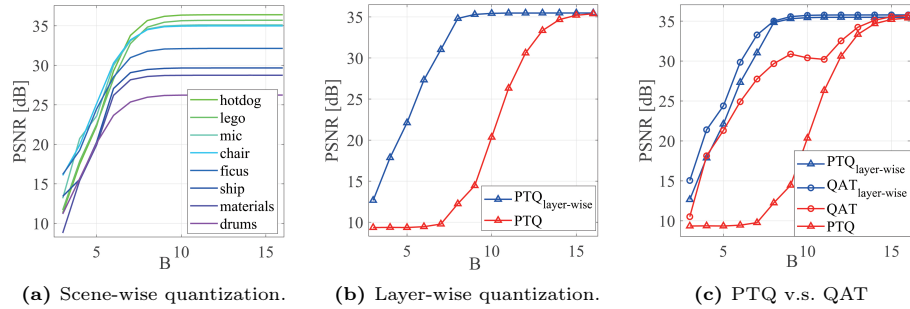 PSNR [dB]
35
30
25
20
15
10
hotdog
lego
mic
chair
ficus
ship
materials
drums
5
10
15
B
(a) Scene-wise quantization.
PSNR [dB]
35
30
25
20
15
10
PTQlayer-wise
PTQ
5
10
15
B
(b) Layer-wise quantization.
PSNR [dB]
35
30
25
20
15
10
PTQlayer-wise
QATlayer-wise
QAT
PTQ
5
10
15
B
(c) PTQ v.s. QAT